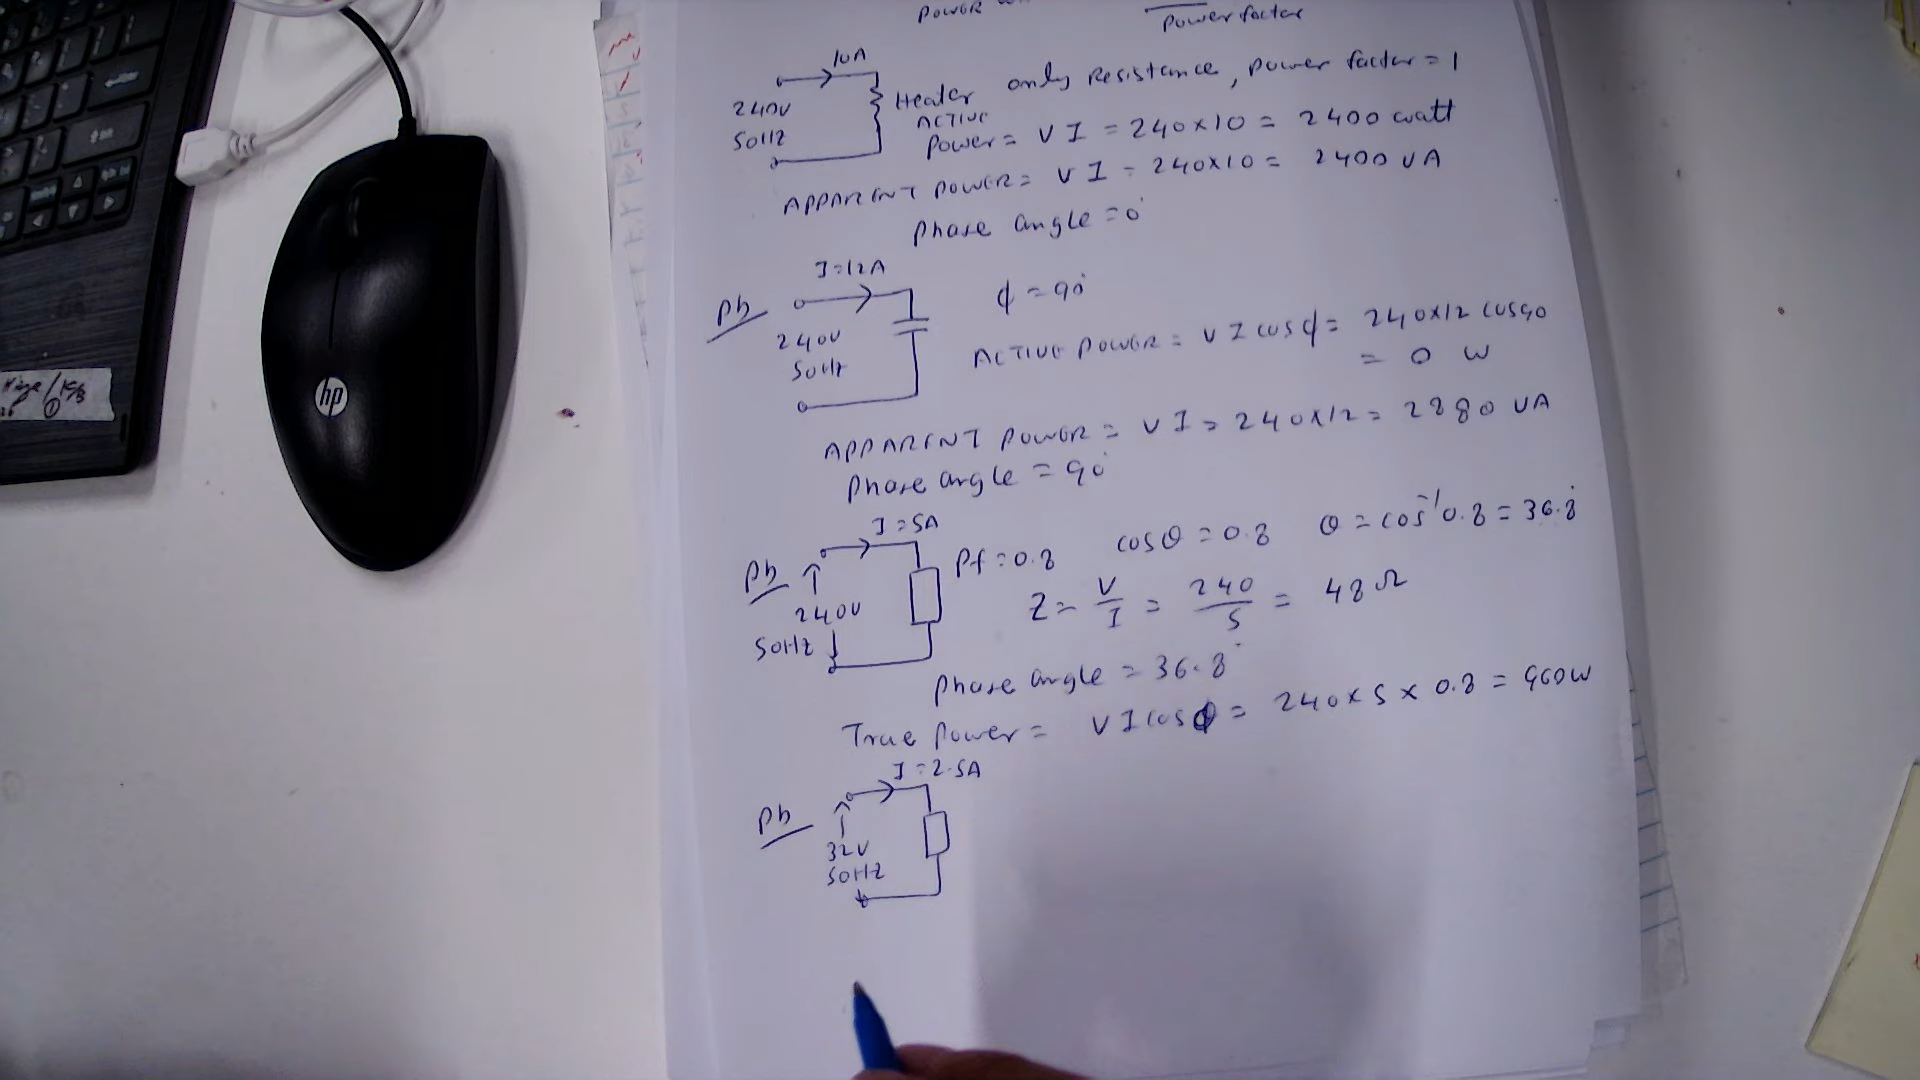 POWER
Power factor
10A
240V
50HZ
Heater only Resistance, power factor = 1
ACTIVE
Power = V I = 240×10 = 2400 watt
APPARENT POWER = V I = 240×10 = 2400 VA
Phase angle = 0°
I = 12A
Pb
240V
50Hz
ϕ = 90°
ACTIVE POWER = V I cos ϕ = 240×12 cos90
= 0 W
APPARENT POWER = V I = 240×12 = 2880 VA
Phase angle = 90°
I = 5A
Pb
240V
50HZ
Pf = 0.8 cosθ = 0.8 θ = cos⁻¹0.8 = 36.8°
Z = V/I = 240/5 = 48 Ω
Phase angle = 36.8°
True power = V I cos ϕ = 240 × 5 × 0.8 = 960W
I = 2.5A
Pb
32V
50HZ
hp